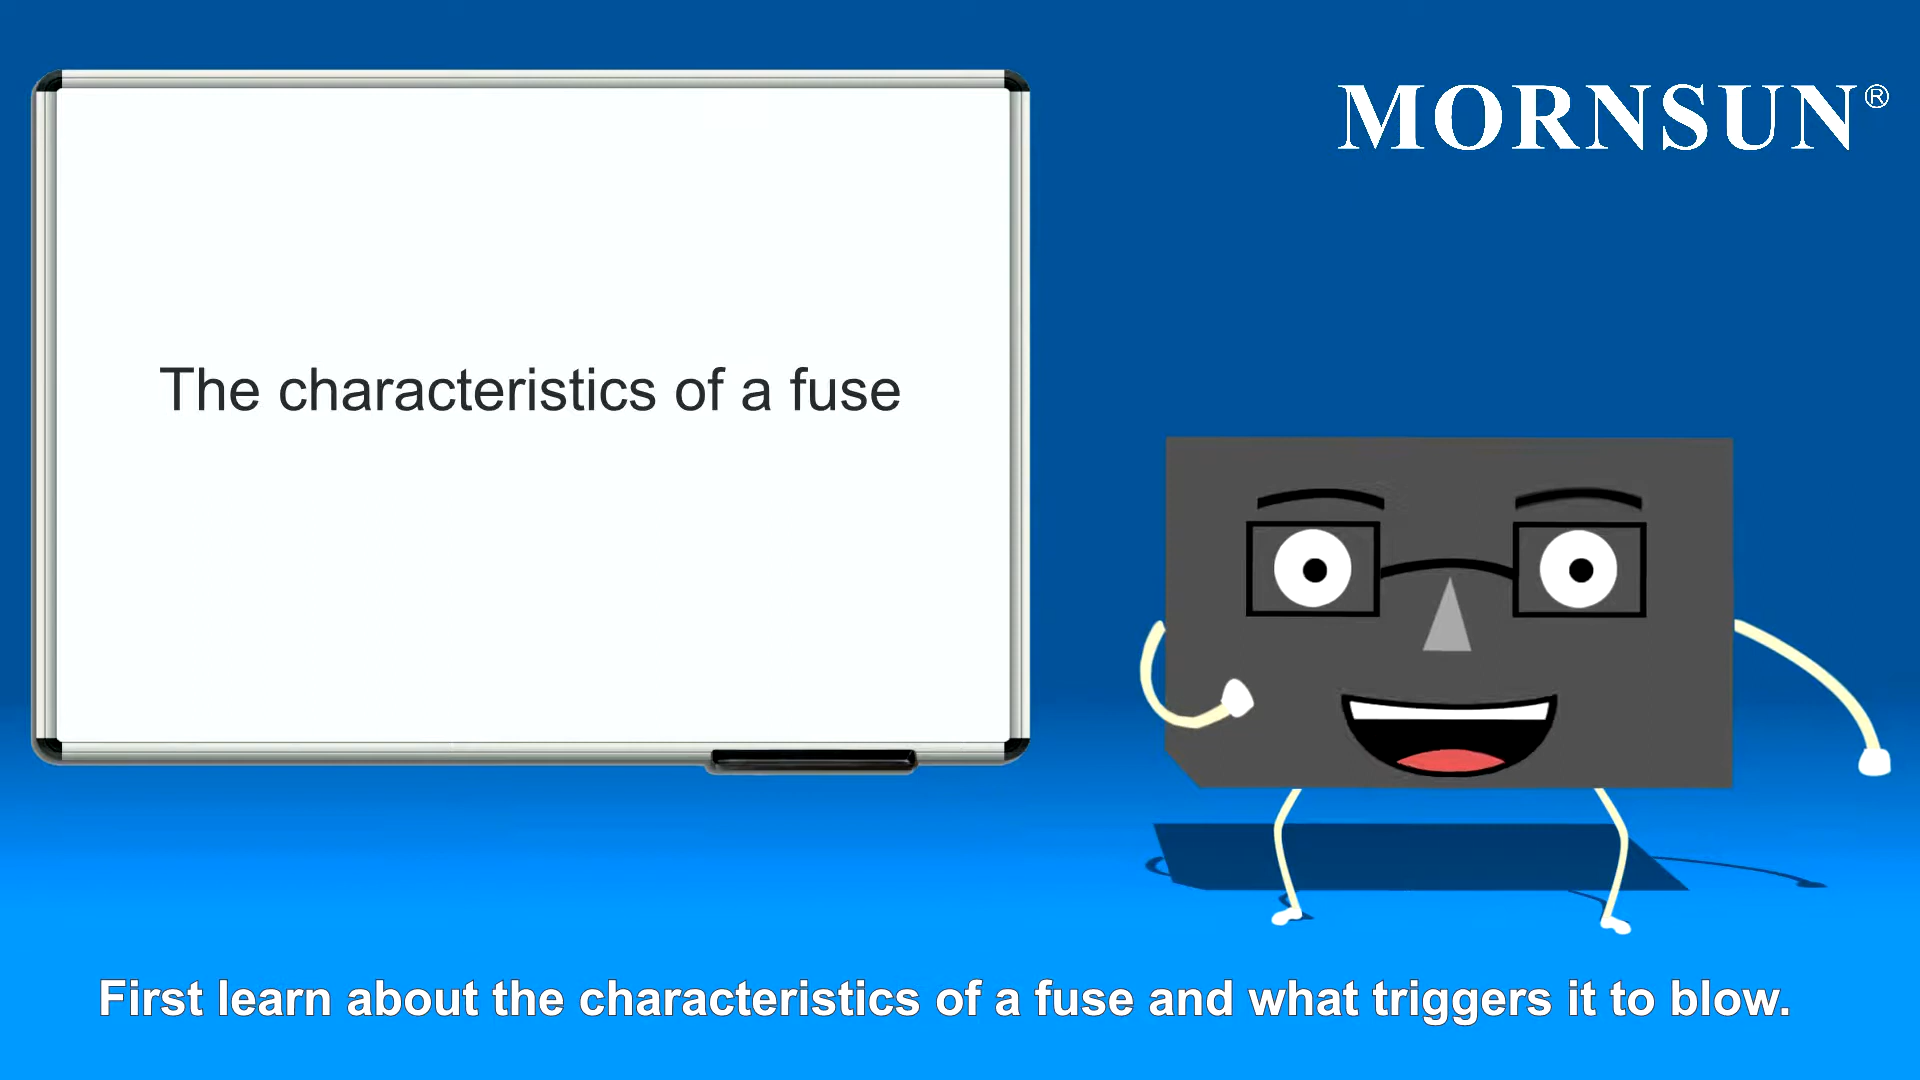 MORNSUN®
The characteristics of a fuse
First learn about the characteristics of a fuse and what triggers it to blow.